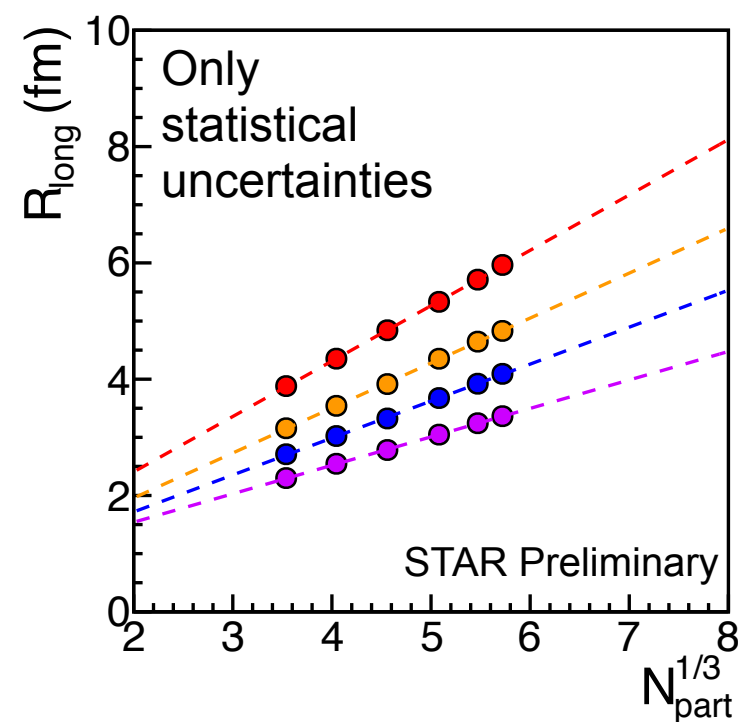 R_long (fm)
10
8
6
4
2
0
Only
statistical
uncertainties
STAR Preliminary
2 3 4 5 6 7 8
N_part^1/3